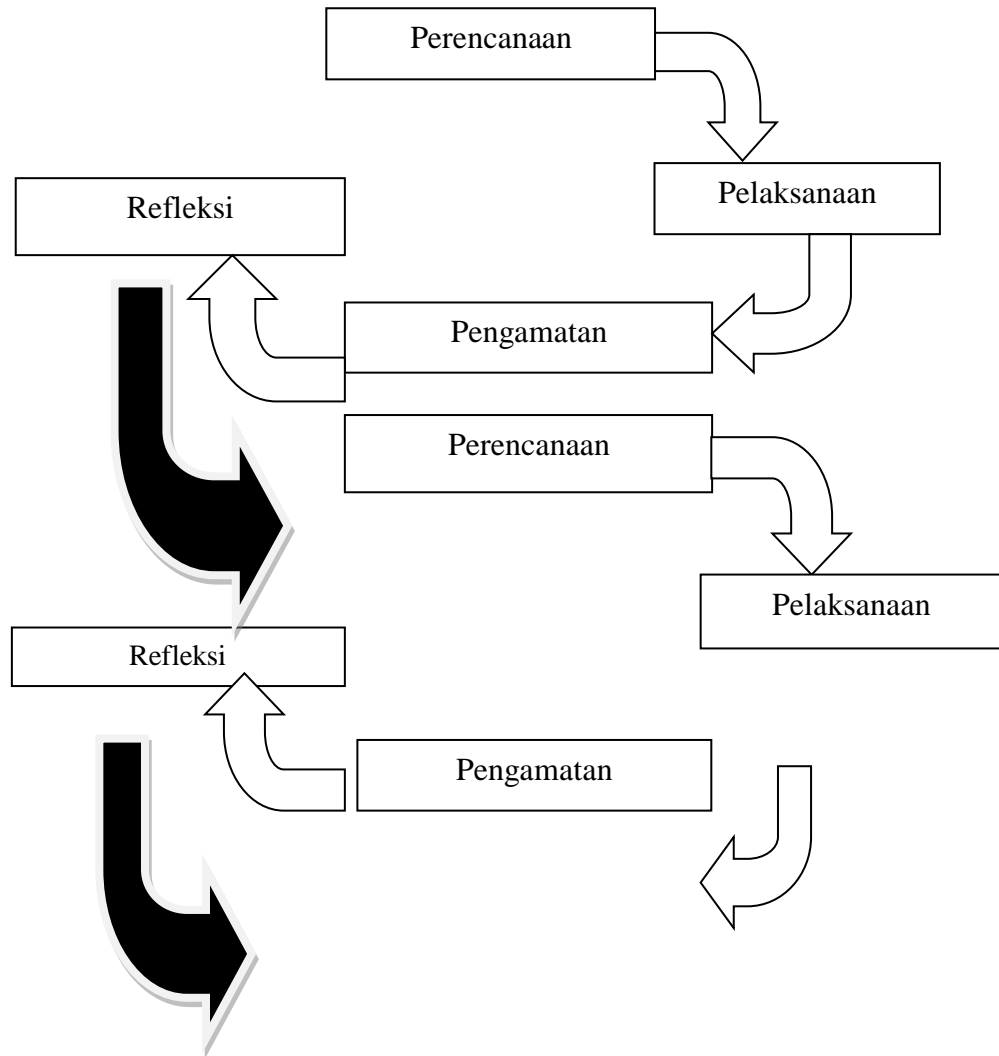 Perencanaan
Pelaksanaan
Refleksi
Pengamatan
Perencanaan
Pelaksanaan
Refleksi
Pengamatan